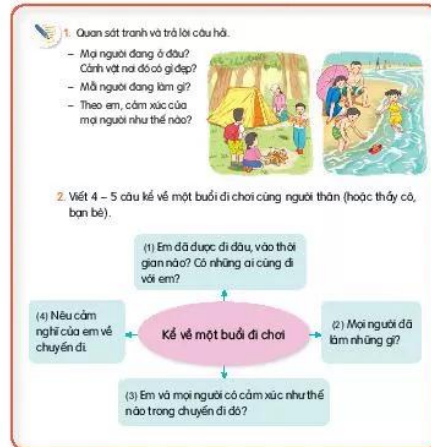 1. Quan sát tranh và trả lời câu hỏi.
– Mọi người đang ở đâu?
Cảnh vật nơi đó có gì đẹp?
– Mỗi người đang làm gì?
– Theo em, cảm xúc của
mọi người như thế nào?
2. Viết 4 – 5 câu kể về một buổi đi chơi cùng người thân (hoặc thầy cô,
bạn bè).
(1) Em đã được đi đâu, vào thời
gian nào? Có những ai cùng đi
với em?
(4) Nêu cảm
nghĩ của em về
chuyến đi.
Kể về một buổi đi chơi
(2) Mọi người đã
làm những gì?
(3) Em và mọi người có cảm xúc như thế
nào trong chuyến đi đó?